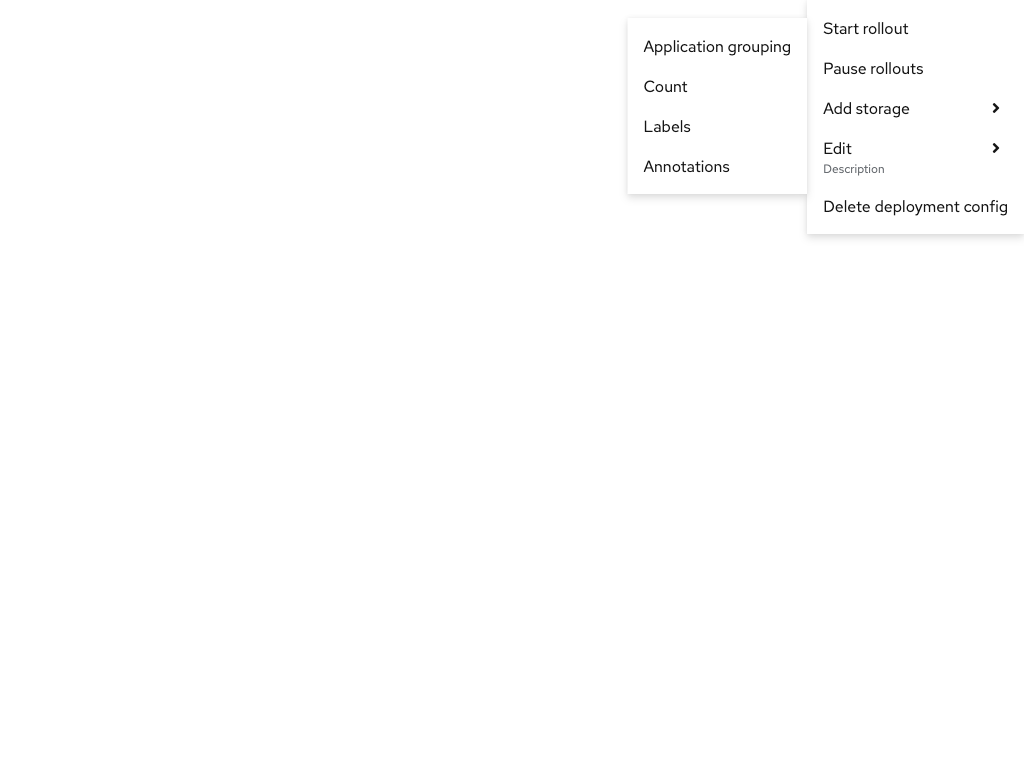 Application grouping
Count
Labels
Annotations
Start rollout
Pause rollouts
Add storage
Edit
Description
Delete deployment config